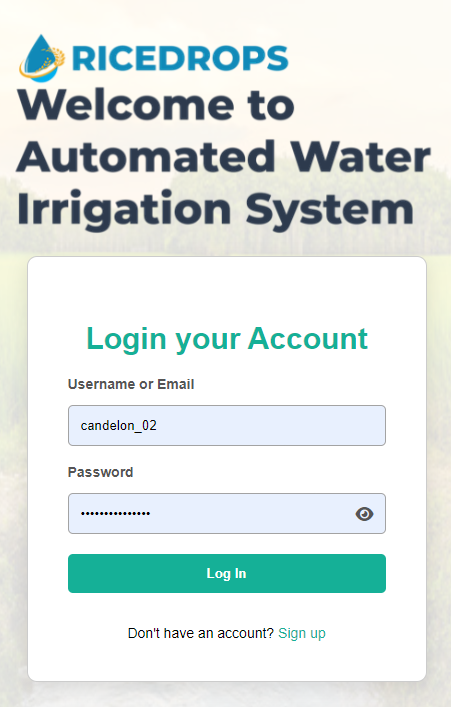 RICEDROPS
Welcome to
Automated Water
Irrigation System
Login your Account
Username or Email
candelon_02
Password
•••••••••••••••
Log In
Don't have an account? Sign up